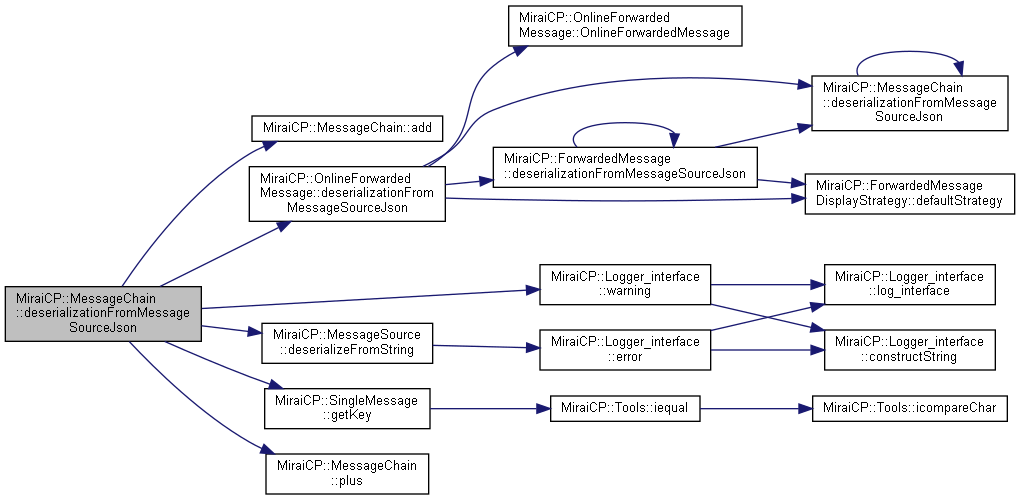 MiraiCP::OnlineForwarded
Message::OnlineForwardedMessage
MiraiCP::MessageChain
::deserializationFromMessage
SourceJson
MiraiCP::MessageChain::add
MiraiCP::ForwardedMessage
::deserializationFromMessageSourceJson
MiraiCP::OnlineForwarded
Message::deserializationFrom
MessageSourceJson
MiraiCP::ForwardedMessage
DisplayStrategy::defaultStrategy
MiraiCP::MessageChain
::deserializationFromMessage
SourceJson
MiraiCP::Logger_interface
::warning
MiraiCP::Logger_interface
::log_interface
MiraiCP::MessageSource
::deserializeFromString
MiraiCP::Logger_interface
::error
MiraiCP::Logger_interface
::constructString
MiraiCP::SingleMessage
::getKey
MiraiCP::Tools::iequal
MiraiCP::Tools::icompareChar
MiraiCP::MessageChain
::plus